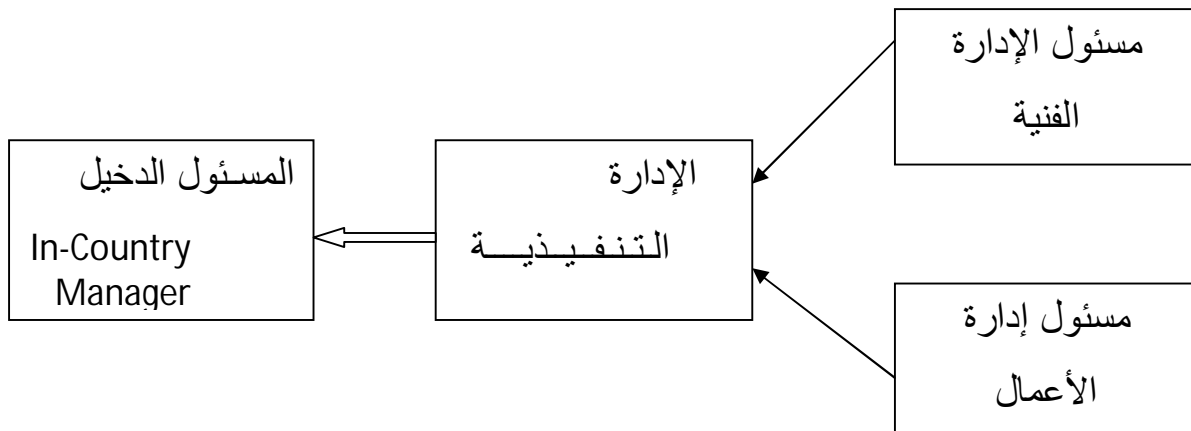 مسئول الإدارة
الفنية
الإدارة
التنفيذية
المسئول الدخيل
In-Country
Manager
مسئول إدارة
الأعمال